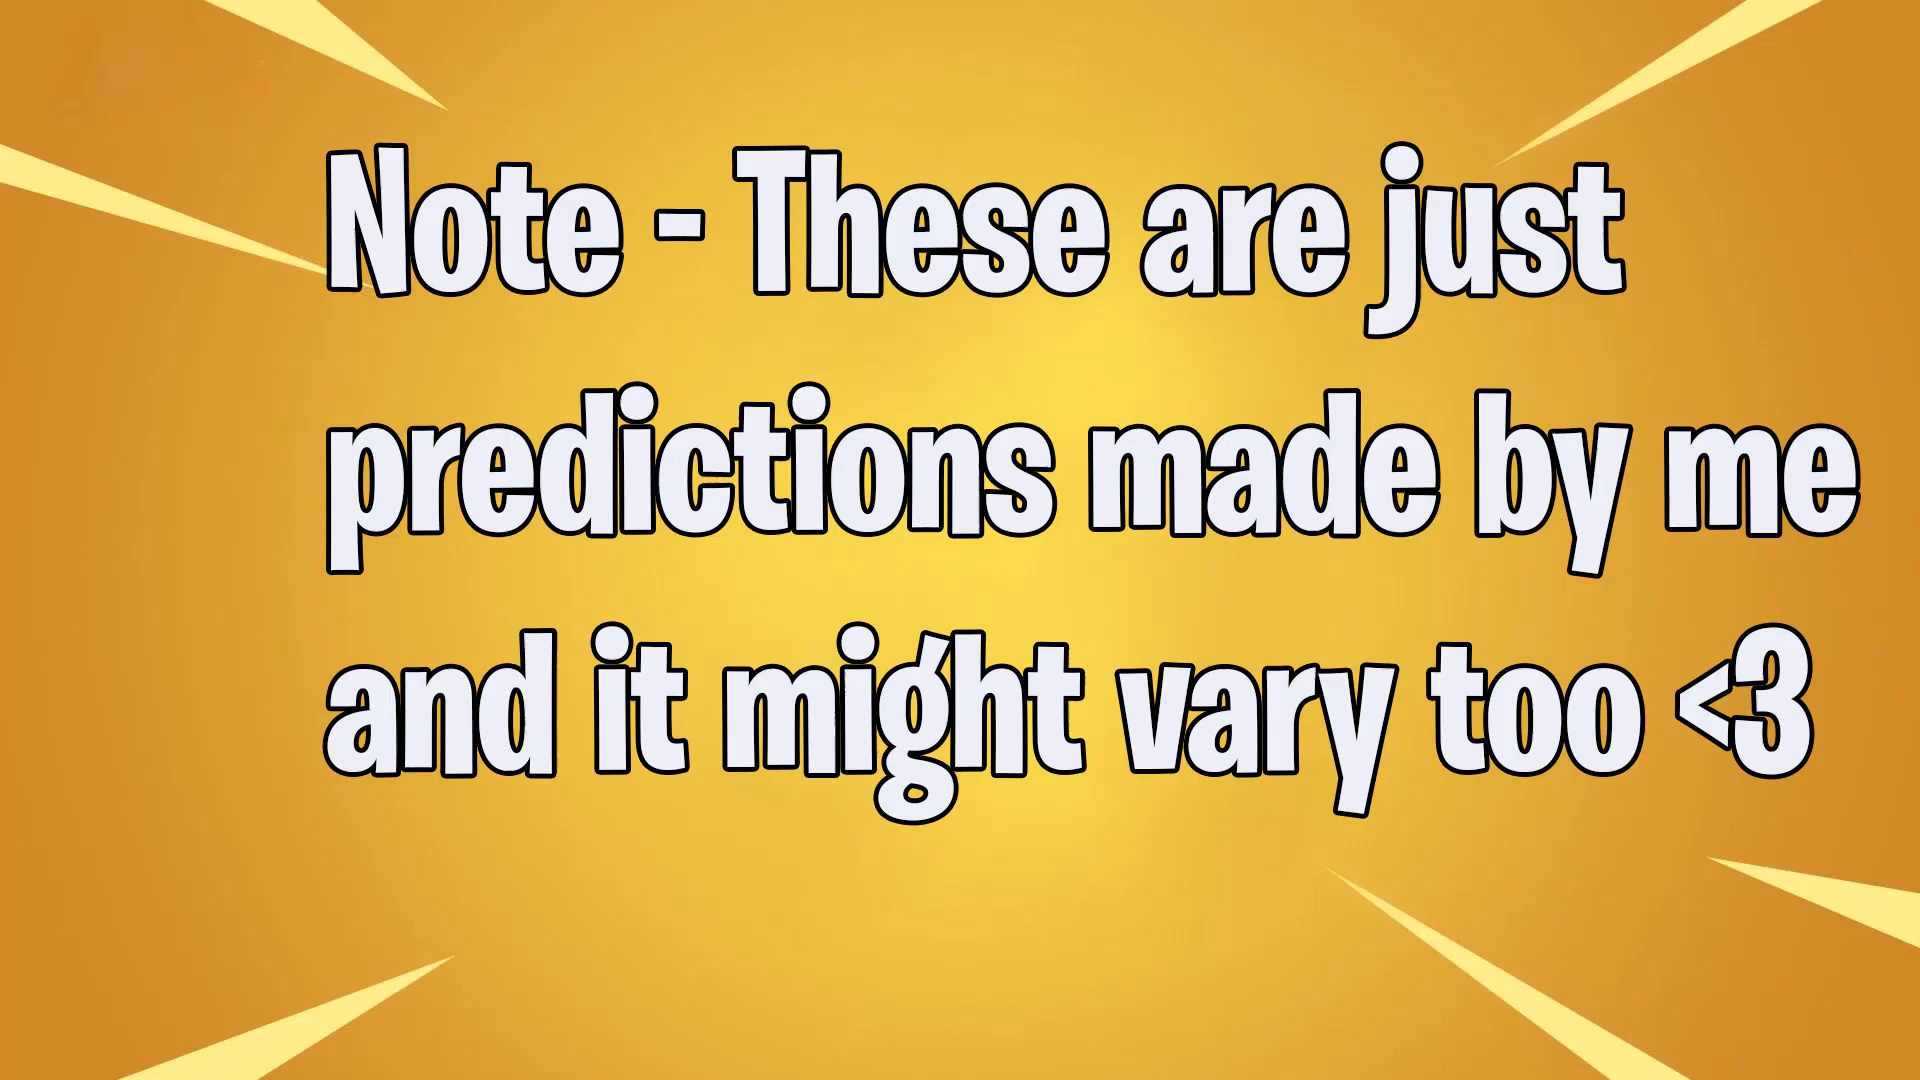 Note - These are just
predictions made by me
and it might vary too <3